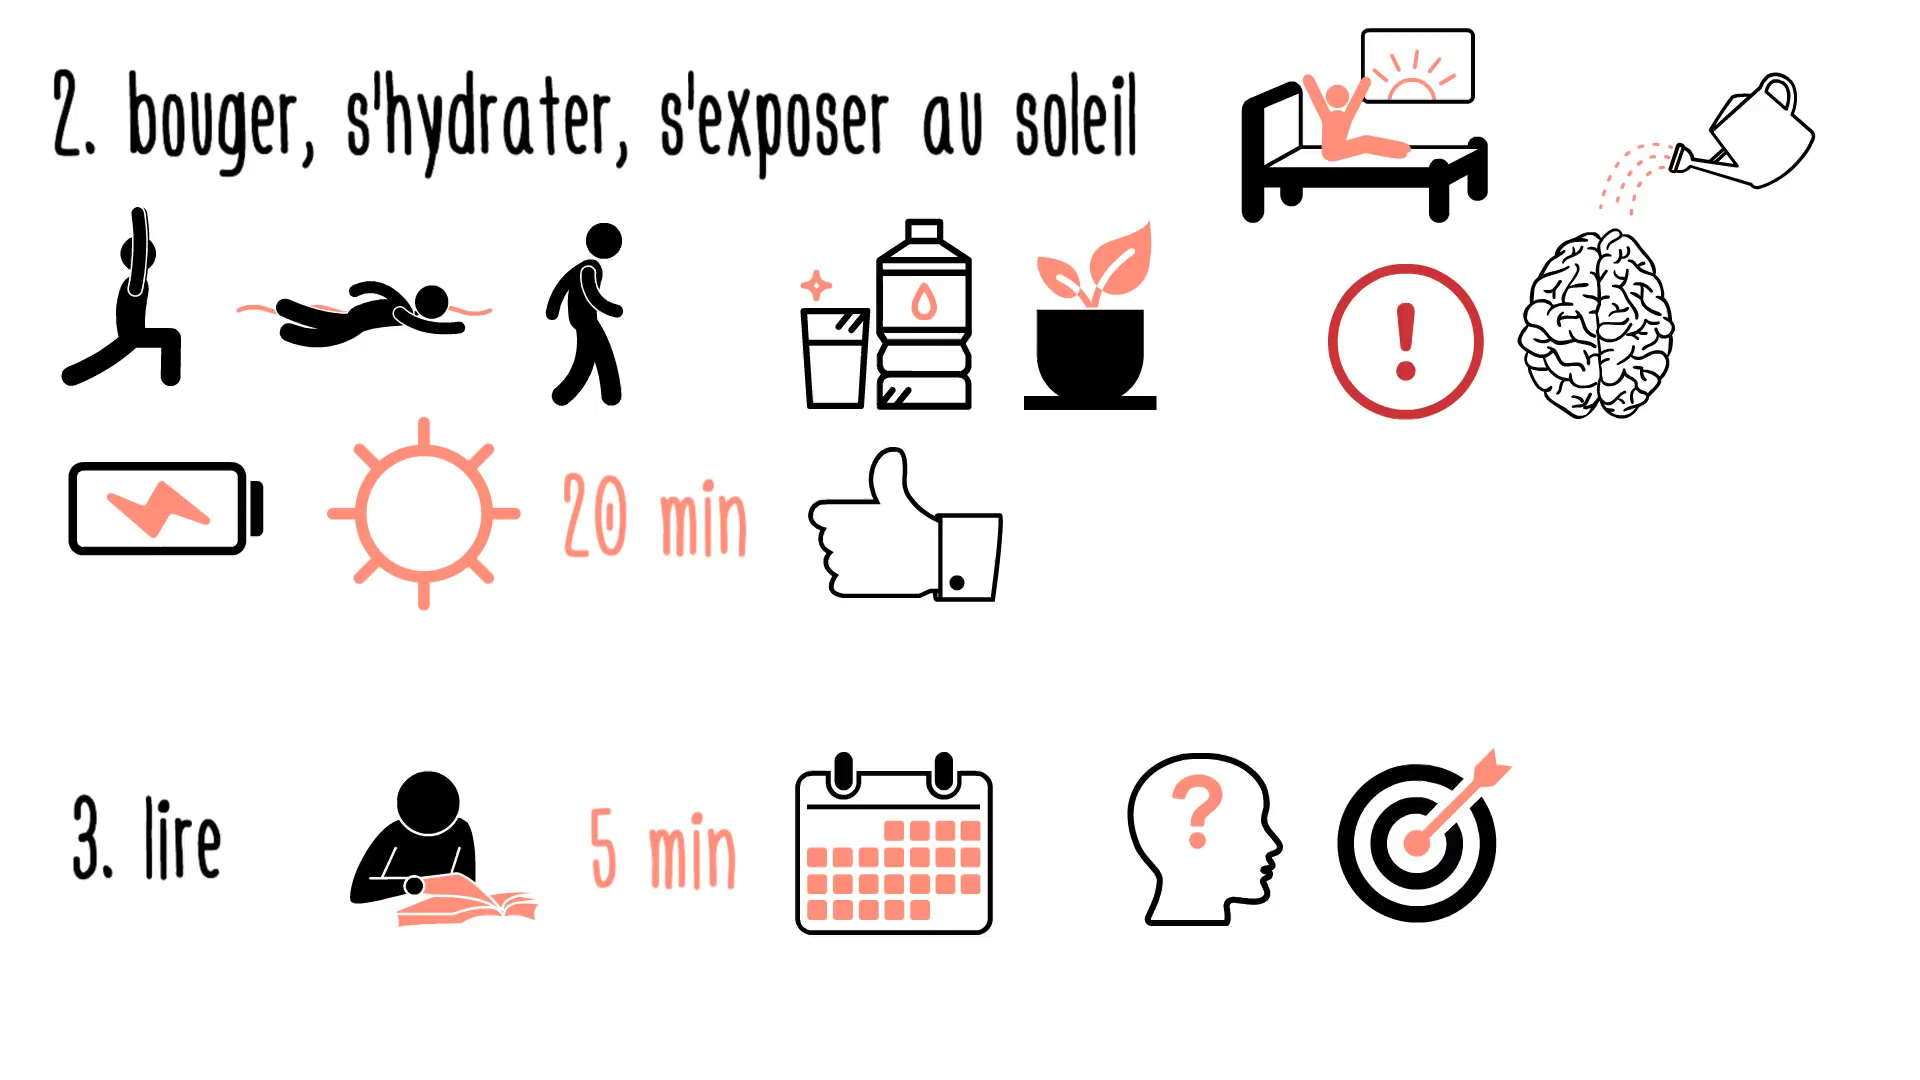 2. bouger, s'hydrater, s'exposer au soleil
20 min
3. lire
5 min